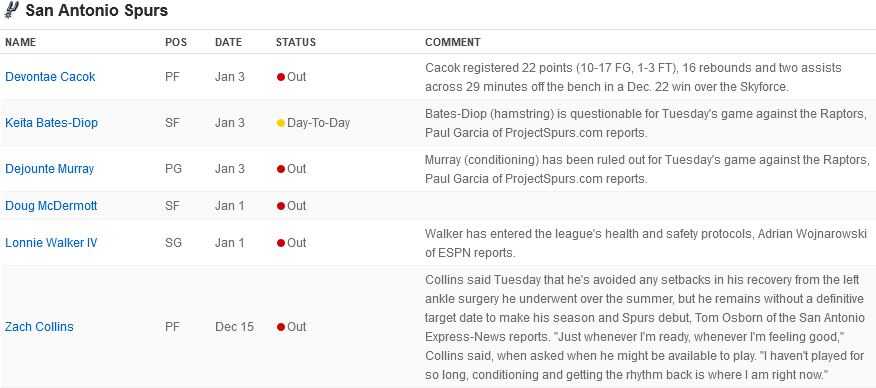 San Antonio Spurs
NAME POS DATE STATUS COMMENT
Devontae Cacok PF Jan 3 Out Cacok registered 22 points (10-17 FG, 1-3 FT), 16 rebounds and two assists
across 29 minutes off the bench in a Dec. 22 win over the Skyforce.
Keita Bates-Diop SF Jan 3 Day-To-Day Bates-Diop (hamstring) is questionable for Tuesday's game against the Raptors,
Paul Garcia of ProjectSpurs.com reports.
Dejounte Murray PG Jan 3 Out Murray (conditioning) has been ruled out for Tuesday's game against the Raptors,
Paul Garcia of ProjectSpurs.com reports.
Doug McDermott SF Jan 1 Out
Lonnie Walker IV SG Jan 1 Out Walker has entered the league's health and safety protocols, Adrian Wojnarowski
of ESPN reports.
Zach Collins PF Dec 15 Out Collins said Tuesday that he's avoided any setbacks in his recovery from the left
ankle surgery he underwent over the summer, but he remains without a definitive
target date to make his season and Spurs debut, Tom Osborn of the San Antonio
Express-News reports. "Just whenever I'm ready, whenever I'm feeling good,"
Collins said, when asked when he might be available to play. "I haven't played for
so long, conditioning and getting the rhythm back is where I am right now."